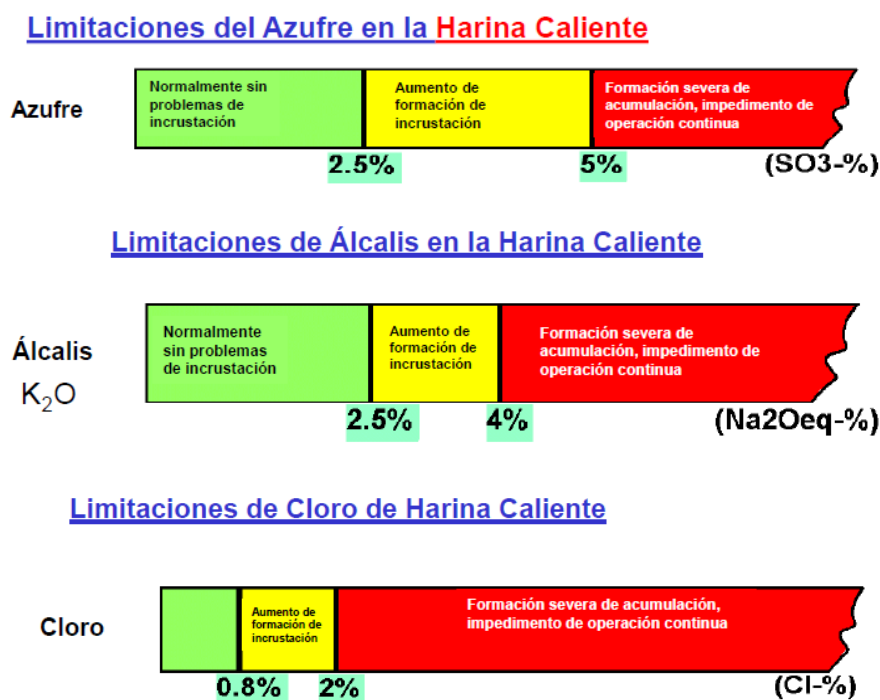 Limitaciones del Azufre en la Harina Caliente
Azufre
Normalmente sin
problemas de
incrustación
Aumento de
formación de
incrustación
Formación severa de
acumulación, impedimento de
operación continua
2.5%
5%
(SO3-%)
Limitaciones de Álcalis en la Harina Caliente
Álcalis
K₂O
Normalmente
sin problemas
de incrustación
Aumento de
formación de
incrustación
Formación severa de
acumulación, impedimento de
operación continua
2.5%
4%
(Na2Oeq-%)
Limitaciones de Cloro de Harina Caliente
Cloro
Aumento de
formación de
incrustación
Formación severa de acumulación,
impedimento de operación continua
0.8%
2%
(Cl-%)